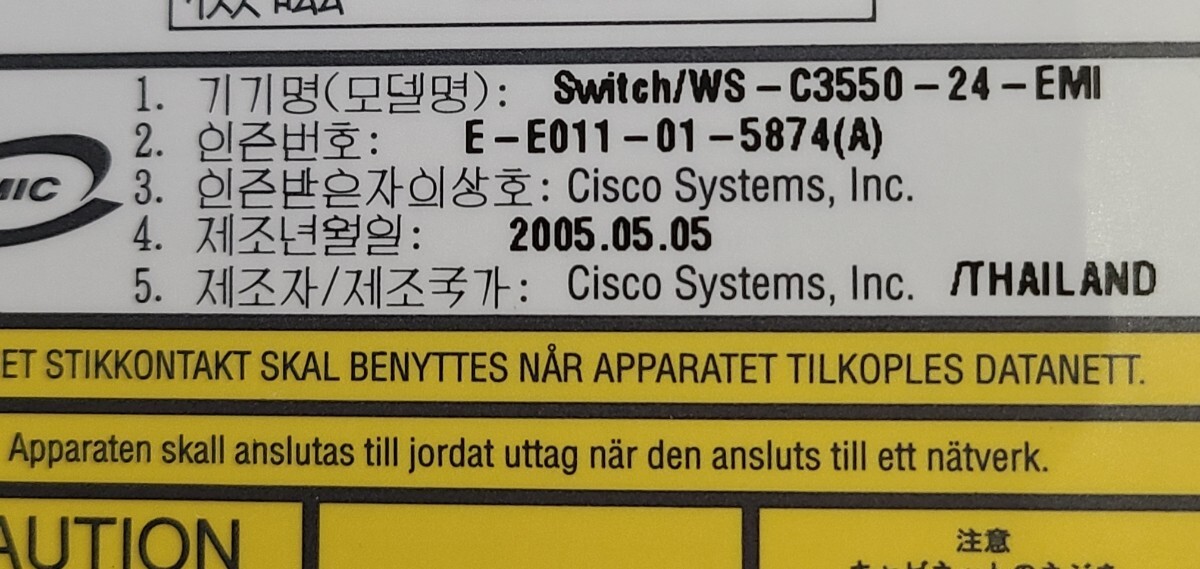 1. 기기명(모델명): Switch/WS-C3550-24-EMI
2. 인증번호: E-E011-01-5874(A)
MIC
3. 인증받은자의상호: Cisco Systems, Inc.
4. 제조년월일: 2005.05.05
5. 제조자/제조국가: Cisco Systems, Inc. /THAILAND
ET STIKKONTAKT SKAL BENYTTES NÅR APPARATET TILKOPLES DATANETT.
Apparaten skall anslutas till jordat uttag när den ansluts till ett nätverk.
AUTION
注意